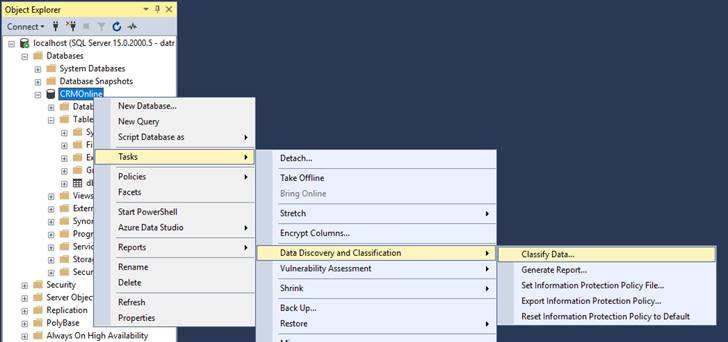 Object Explorer
Connect
localhost (SQL Server 15.0.2000.5 - datr
Databases
System Databases
Database Snapshots
CRMOnline
Datab
Table
Sy
Fi
Ex
Gr
db
Views
Extern
Synor
Progr
Servic
Storag
Secur
Security
Server Objec
Replication
PolyBase
Always On High Availability
New Database...
New Query
Script Database as
Tasks
Policies
Facets
Start PowerShell
Azure Data Studio
Reports
Rename
Delete
Refresh
Properties
Detach...
Take Offline
Bring Online
Stretch
Encrypt Columns...
Data Discovery and Classification
Vulnerability Assessment
Shrink
Back Up...
Restore
Classify Data...
Generate Report...
Set Information Protection Policy File...
Export Information Protection Policy...
Reset Information Protection Policy to Default